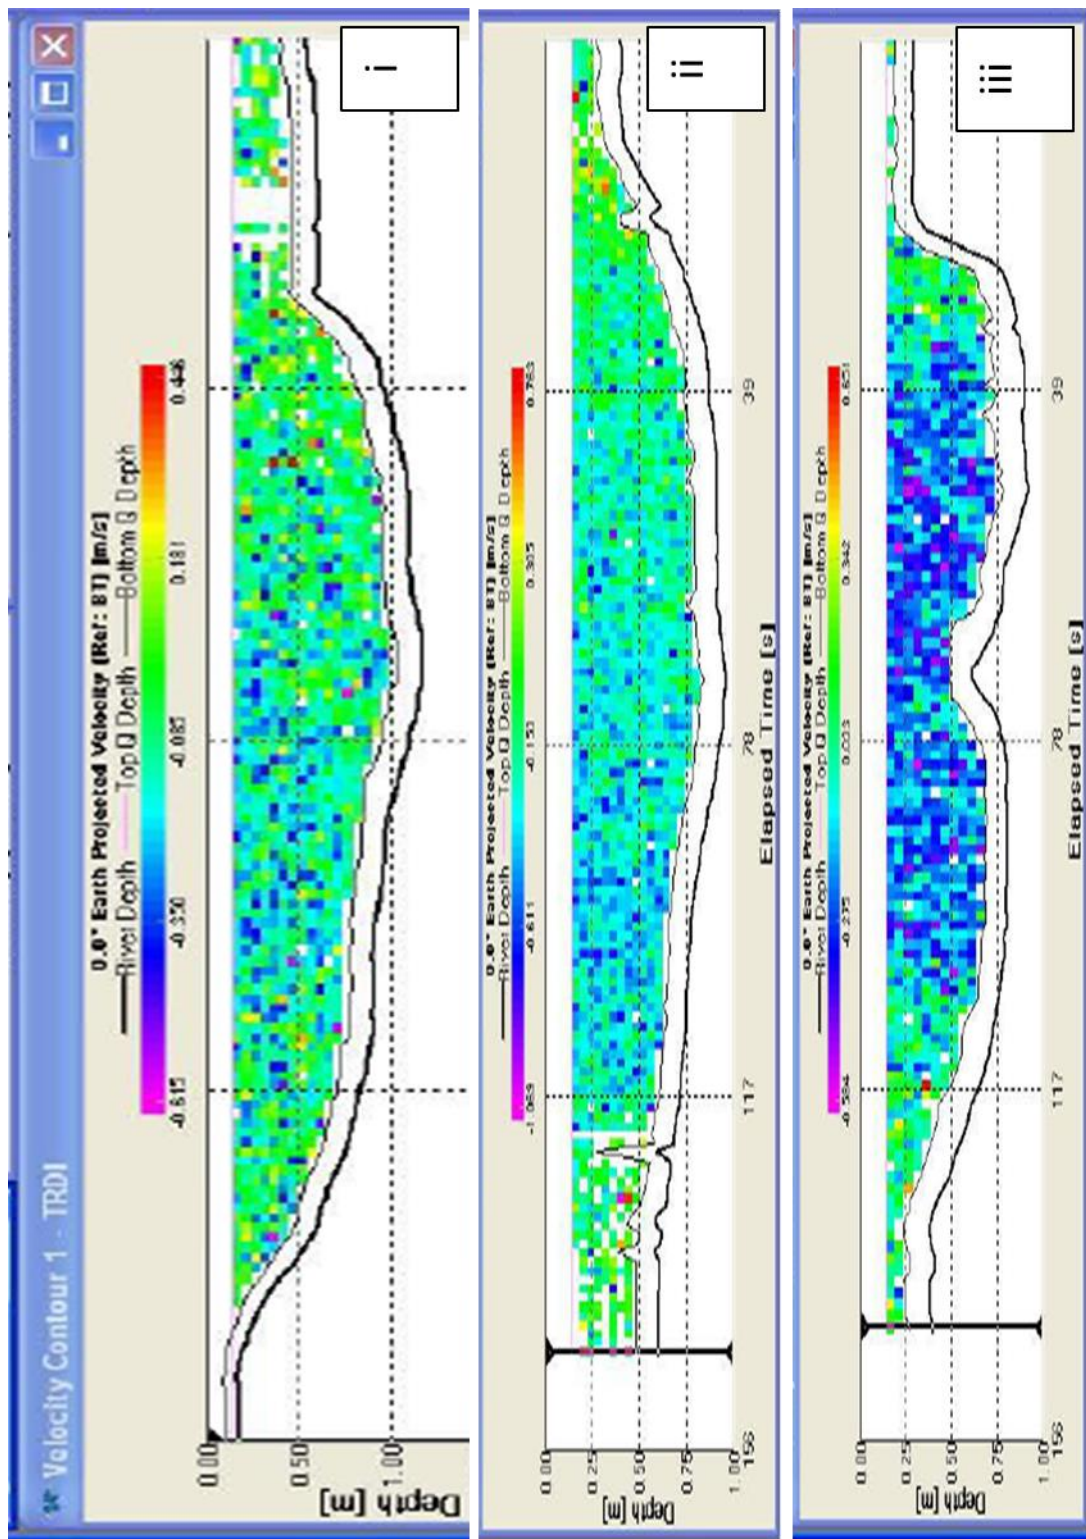 Velocity Contour 1 - TRDI
0.0° Earth Projected Velocity (Ref: BT) [m/s]
River Depth Top Q Depth Bottom Q Depth
-0.615 -0.350 -0.085 0.181 0.446
i
0.00
0.50
1.00
Depth [m]
0.0° Earth Projected Velocity (Ref: BT) [m/s]
River Depth Top Q Depth Bottom Q Depth
-1.069 -0.611 -0.153 0.305 0.763
ii
0.00
0.25
0.50
0.75
1.00
Depth [m]
156 117 78 39
Elapsed Time [s]
0.0° Earth Projected Velocity (Ref: BT) [m/s]
River Depth Top Q Depth Bottom Q Depth
-0.584 -0.275 0.033 0.342 0.651
iii
0.00
0.25
0.50
0.75
1.00
Depth [m]
156 117 78 39
Elapsed Time [s]